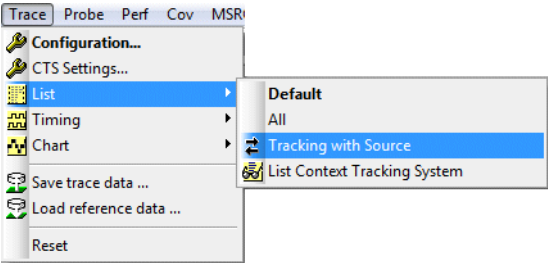 Trace Probe Perf Cov
Configuration...
CTS Settings...
List
Timing
Chart
Save trace data ...
Load reference data ...
Reset
Default
All
Tracking with Source
List Context Tracking System